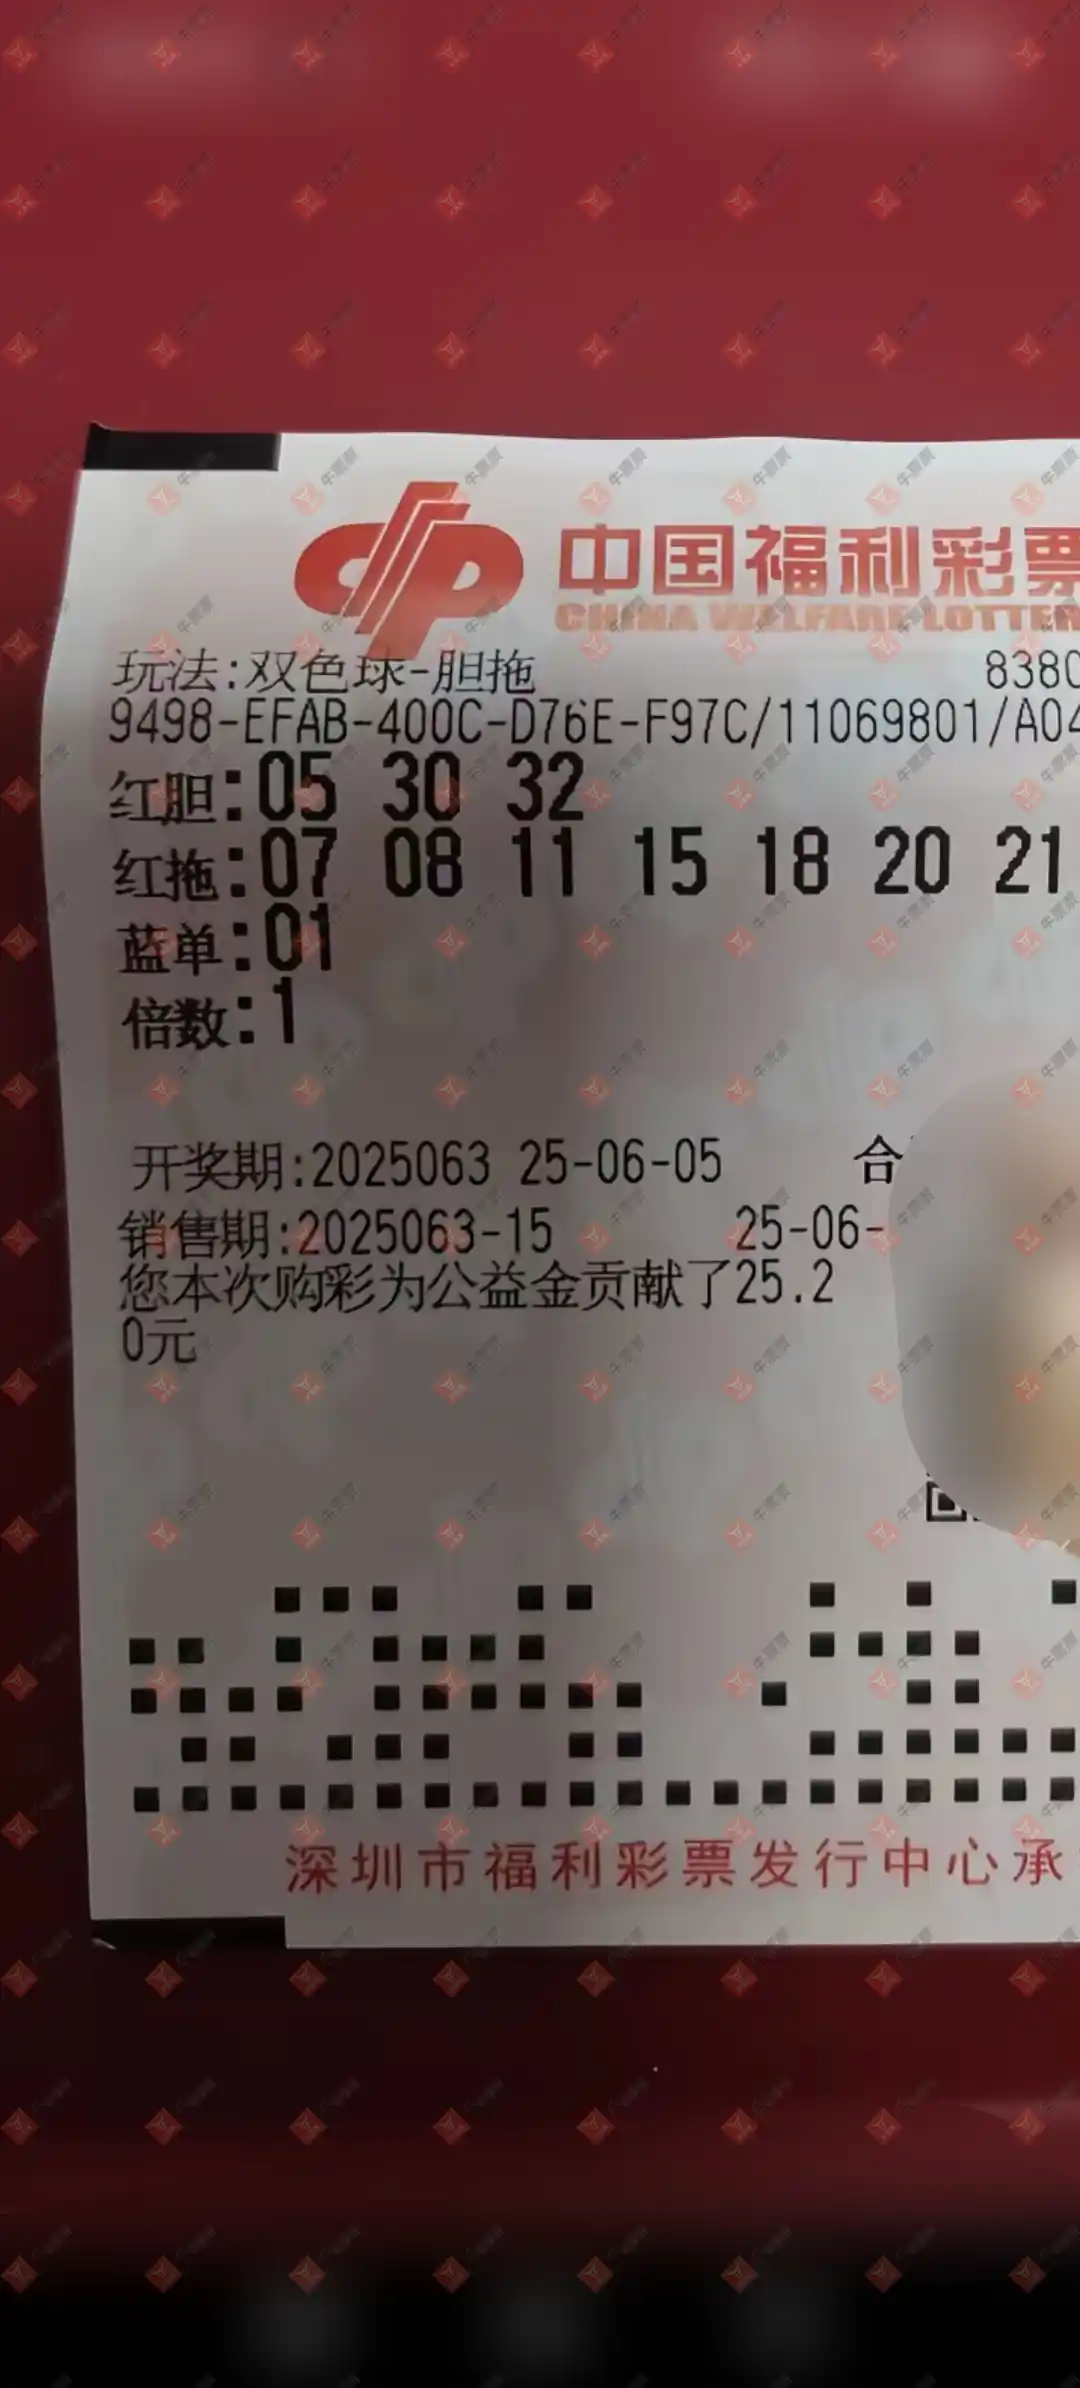 中国福利彩票
CHINA WELFARE LOTTER
玩法:双色球-胆拖 8380
9498-EFAB-400C-D76E-F97C/11069801/A04
红胆:05 30 32
红拖:07 08 11 15 18 20 21
蓝单:01
倍数:1
开奖期:2025063 25-06-05 合
销售期:2025063-15 25-06-
您本次购彩为公益金贡献了25.2
0元
深圳市福利彩票发行中心承